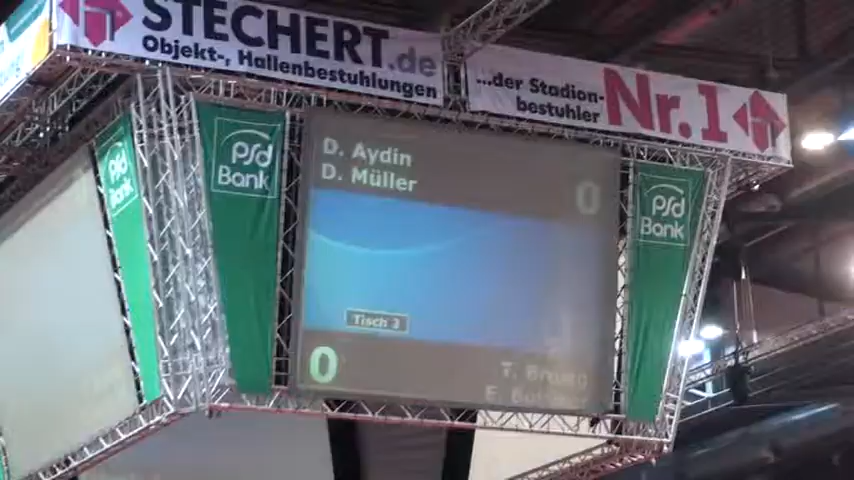 STECHERT.de
Objekt-, Hallenbestuhlungen
...der Stadion-
bestuhler
Nr. 1
psd
Bank
psd
Bank
psd
Bank
D. Aydin
D. Müller
0
Tisch 3
0
T.